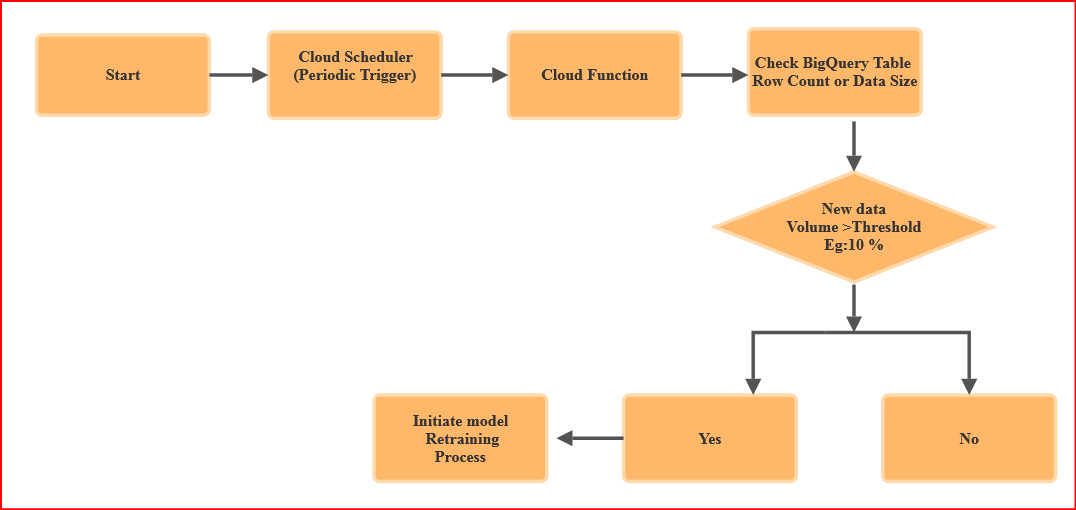 Start
Cloud Scheduler
(Periodic Trigger)
Cloud Function
Check BigQuery Table
Row Count or Data Size
New data
Volume >Threshold
Eg:10 %
Initiate model
Retraining
Process
Yes
No